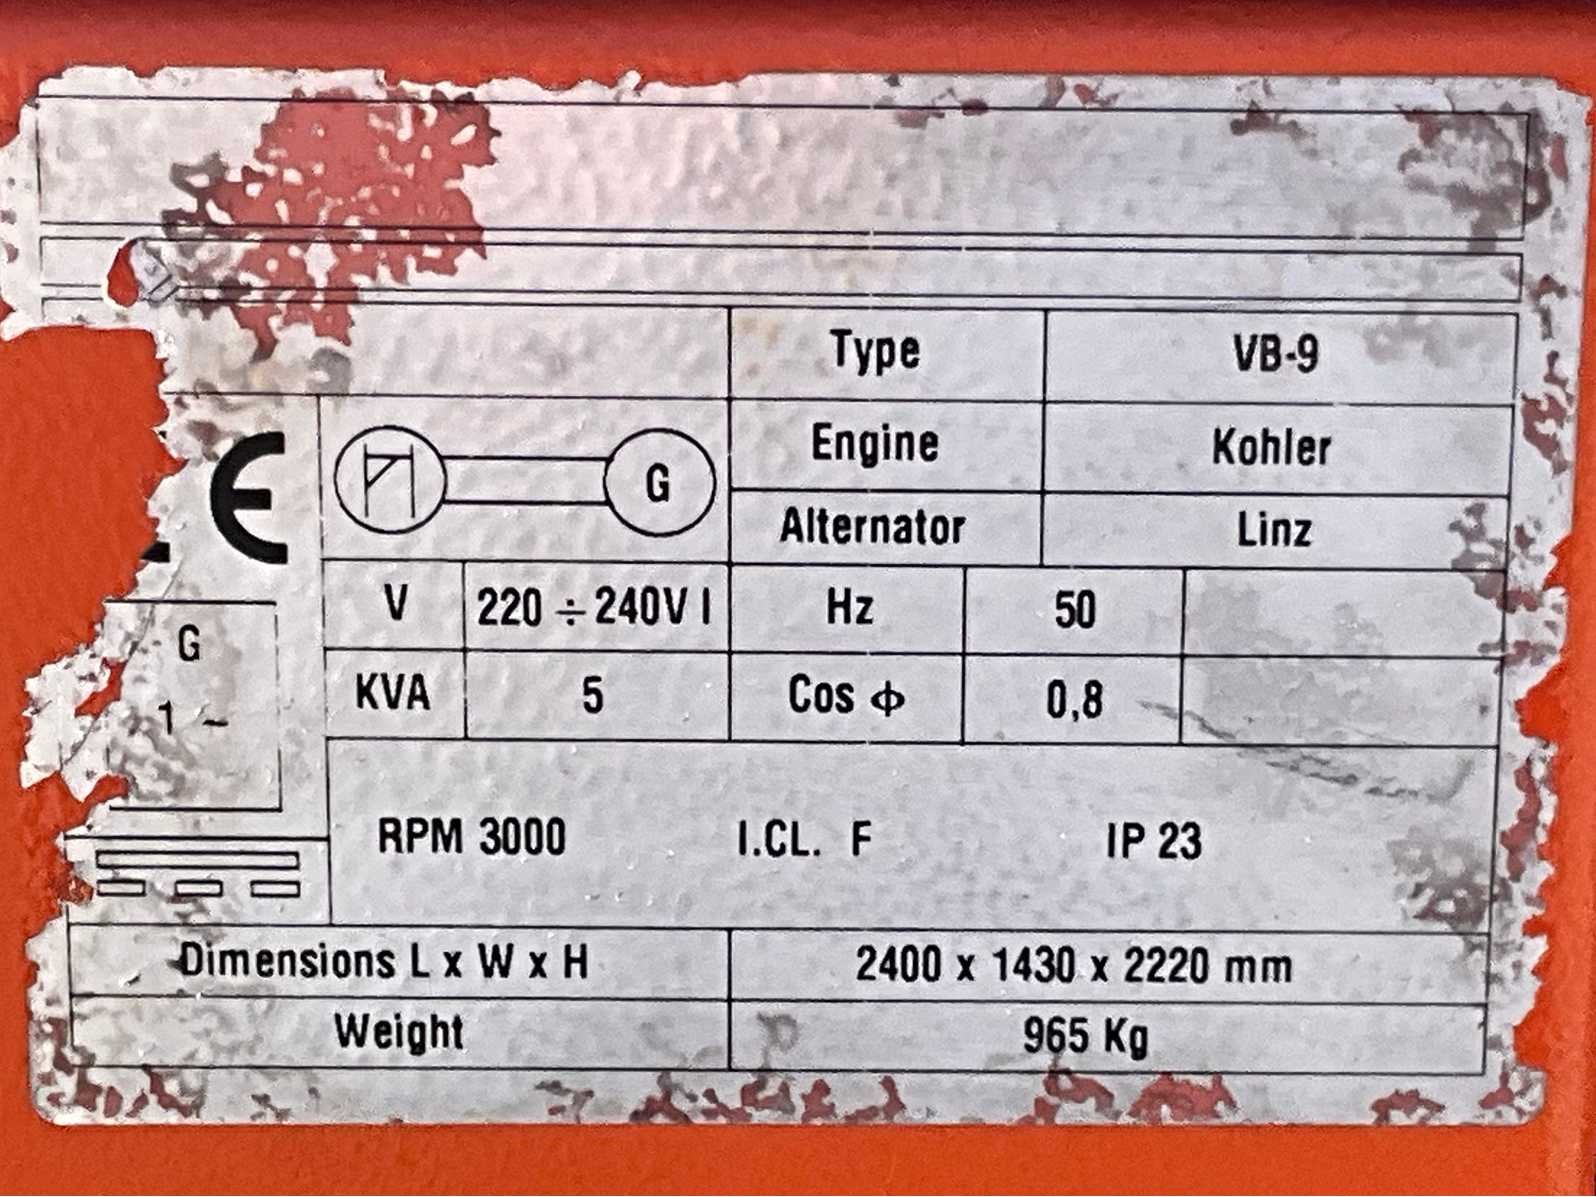 Type VB-9
CE
G
Engine Kohler
Alternator Linz
V 220 ÷ 240V I Hz 50
G
1 ~
KVA 5 Cos ф 0,8
RPM 3000 I.CL. F IP 23
Dimensions L x W x H 2400 x 1430 x 2220 mm
Weight 965 Kg